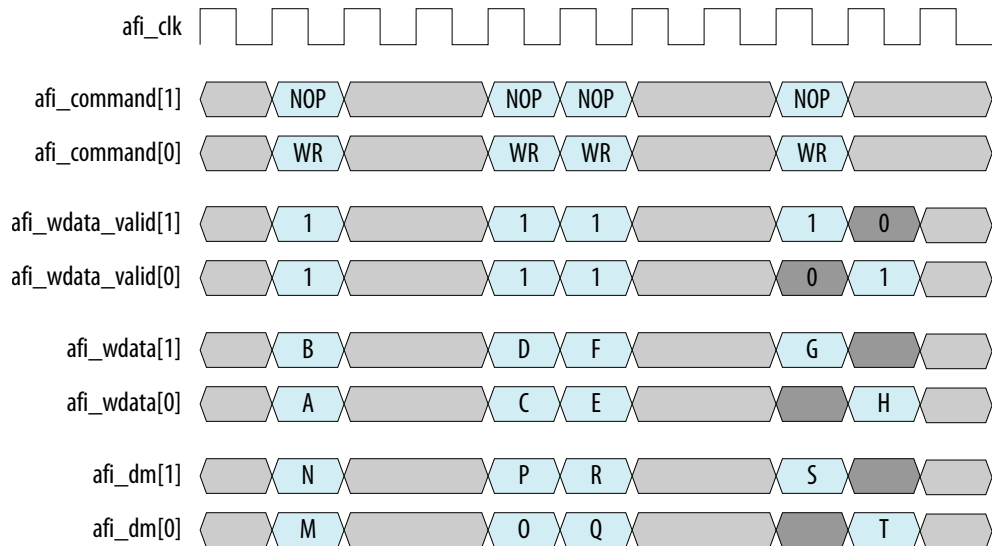 afi_clk
afi_command[1] NOP NOP NOP NOP
afi_command[0] WR WR WR WR
afi_wdata_valid[1] 1 1 1 1 0
afi_wdata_valid[0] 1 1 1 0 1
afi_wdata[1] B D F G
afi_wdata[0] A C E H
afi_dm[1] N P R S
afi_dm[0] M O Q T